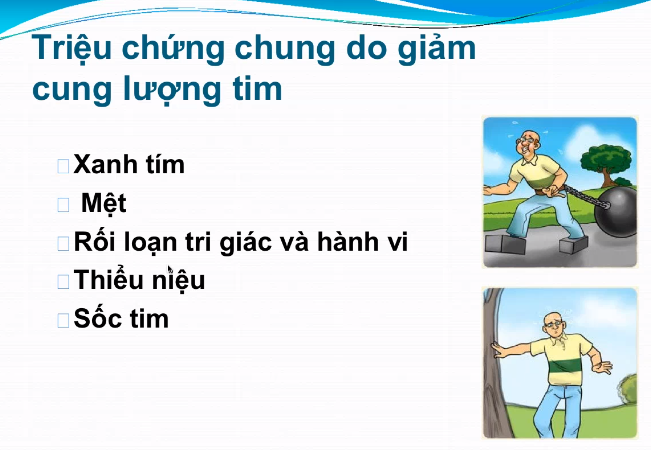 Triệu chứng chung do giảm
cung lượng tim
Xanh tím
Mệt
Rối loạn tri giác và hành vi
Thiểu niệu
Sốc tim